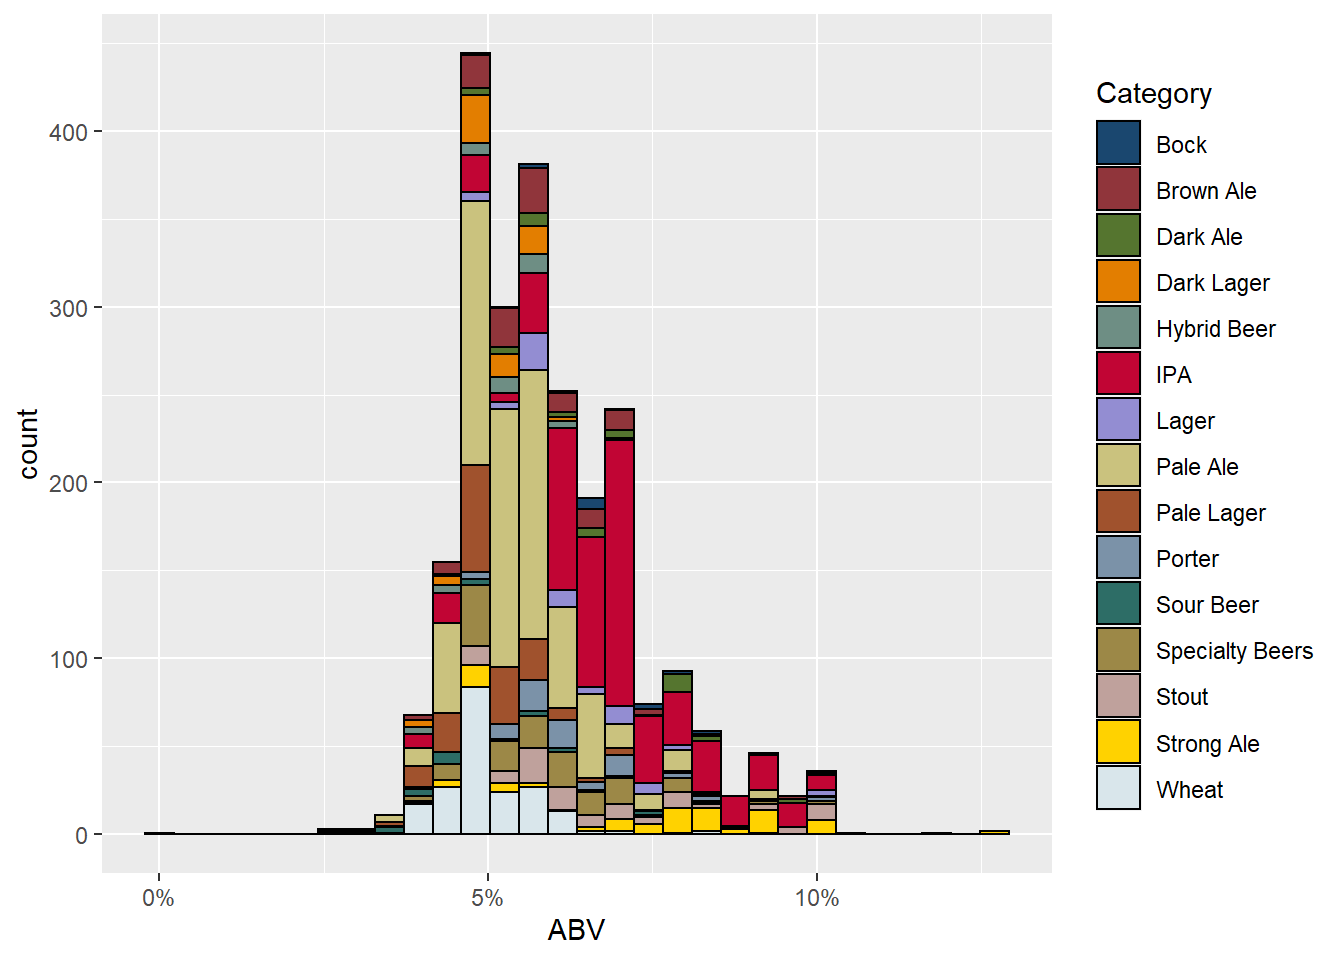 400
300
200
100
0
count
0%
5%
10%
ABV
Category
Bock
Brown Ale
Dark Ale
Dark Lager
Hybrid Beer
IPA
Lager
Pale Ale
Pale Lager
Porter
Sour Beer
Specialty Beers
Stout
Strong Ale
Wheat